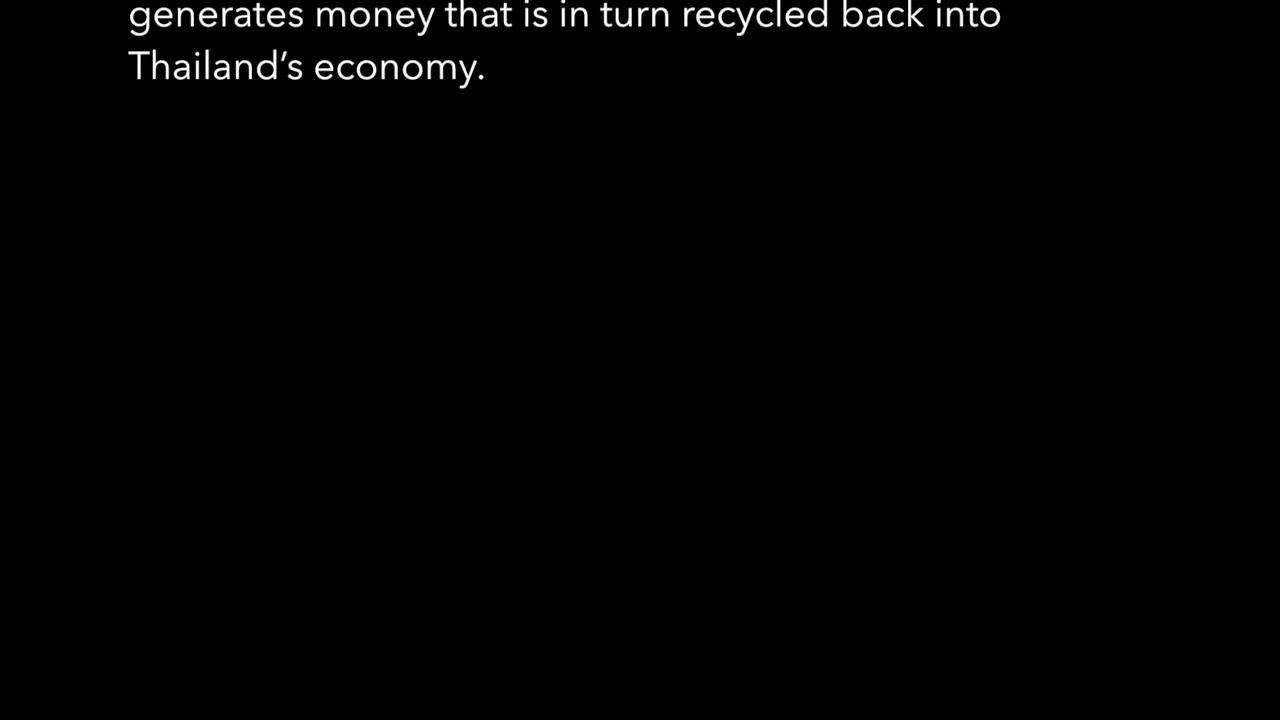 generates money that is in turn recycled back into
Thailand’s economy.